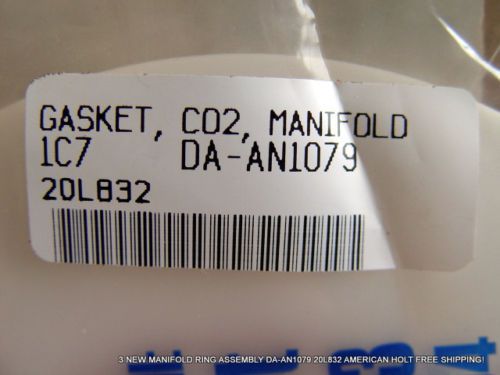 GASKET, CO2, MANIFOLD
1C7 DA-AN1079
20L832
3 NEW MANIFOLD RING ASSEMBLY DA-AN1079 20L832 AMERICAN HOLT FREE SHIPPING!